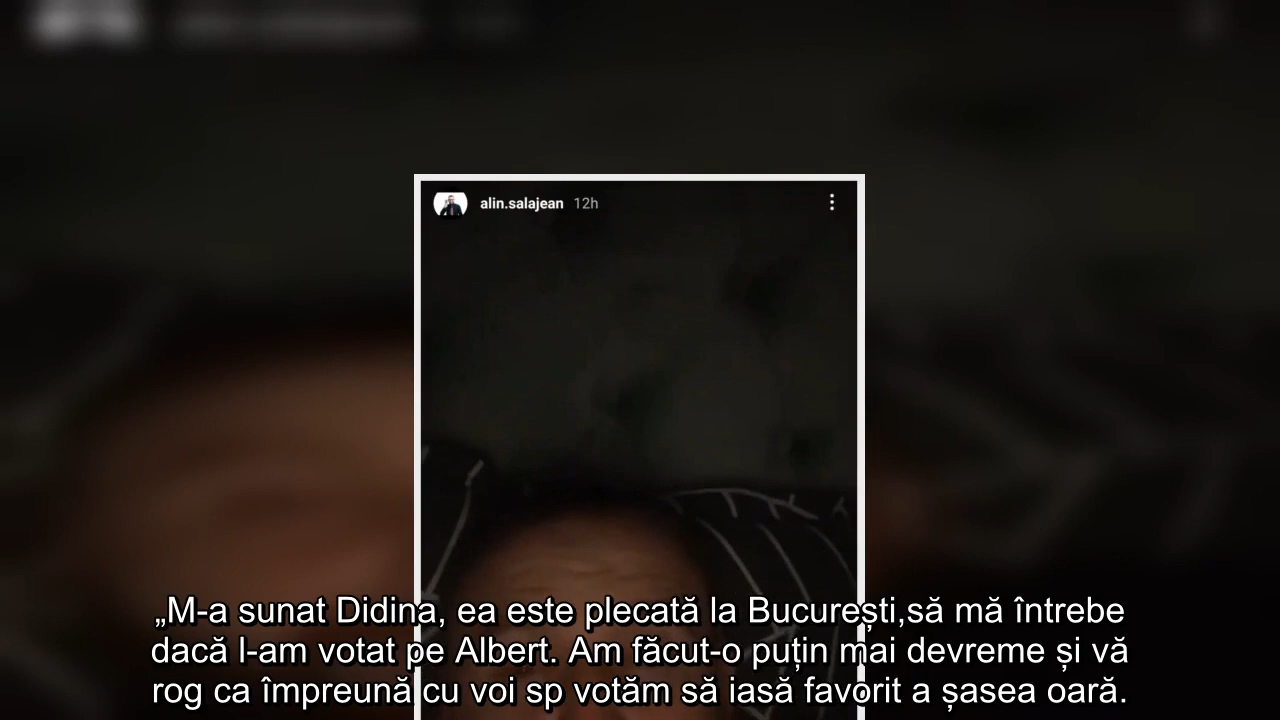 alin.salajean 12h
„M-a sunat Didina, ea este plecată la București,să mă întrebe
dacă l-am votat pe Albert. Am făcut-o puțin mai devreme și vă
rog ca împreună cu voi sp votăm să iasă favorit a șasea oară.